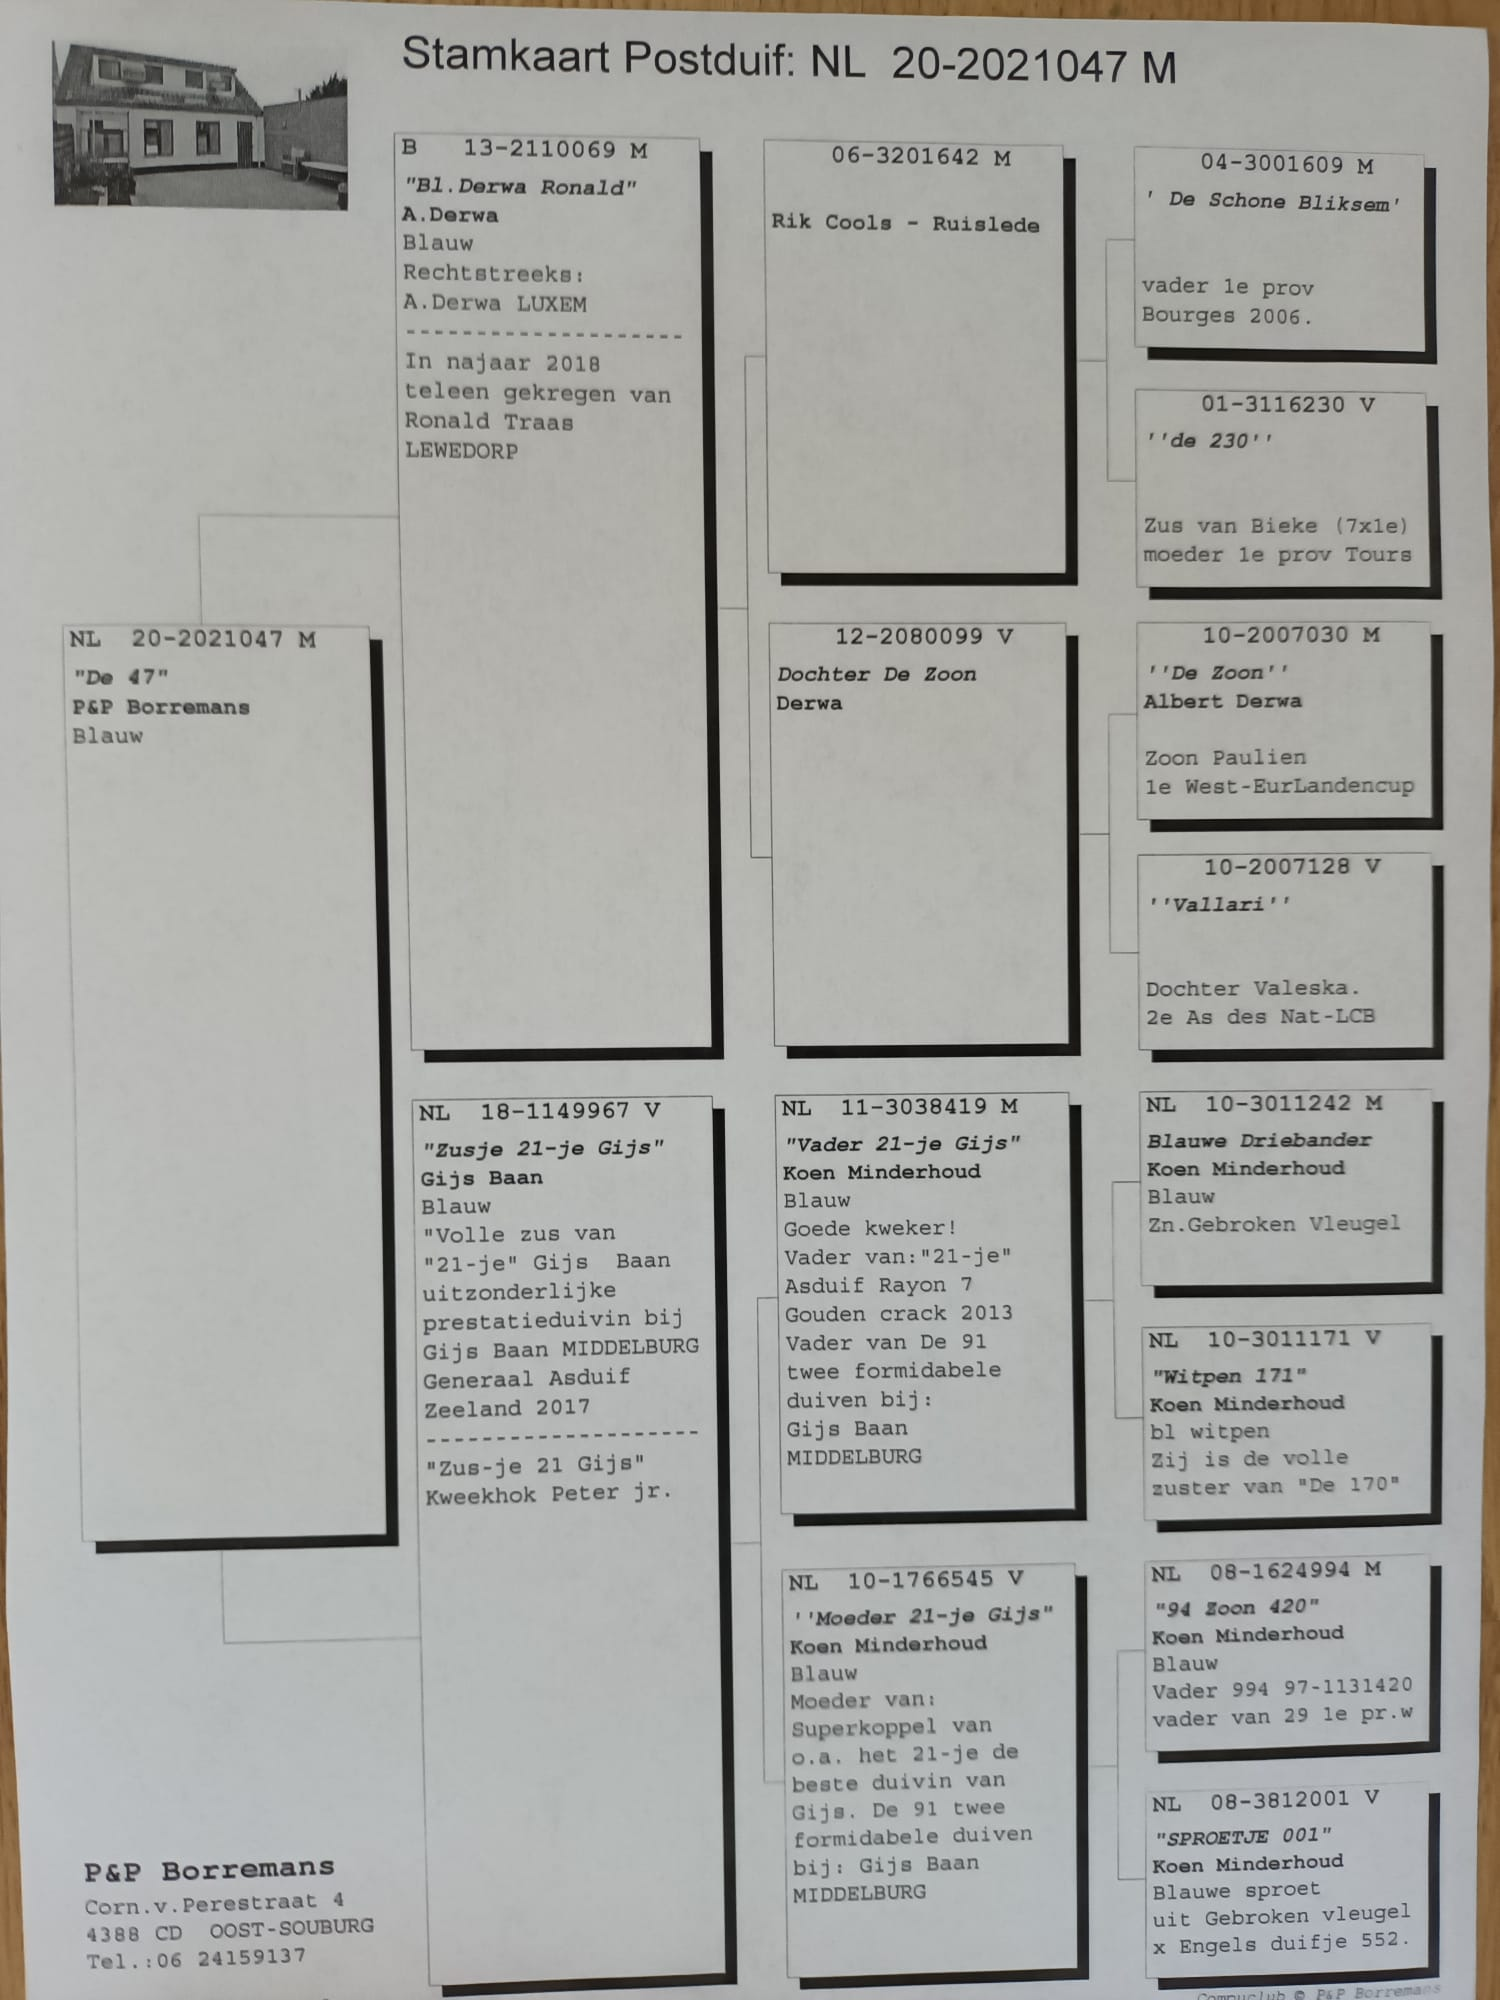 Stamkaart Postduif: NL 20-2021047 M
NL 20-2021047 M
"De 47"
P&P Borremans
Blauw
B 13-2110069 M
"Bl.Derwa Ronald"
A.Derwa
Blauw
Rechtstreeks:
A.Derwa LUXEM
--------------------
In najaar 2018
teleen gekregen van
Ronald Traas
LEWEDORP
NL 18-1149967 V
"Zusje 21-je Gijs"
Gijs Baan
Blauw
"Volle zus van
"21-je" Gijs Baan
uitzonderlijke
prestatieduivin bij
Gijs Baan MIDDELBURG
Generaal Asduif
Zeeland 2017
--------------------
"Zus-je 21 Gijs"
Kweekhok Peter jr.
06-3201642 M
Rik Cools - Ruislede
12-2080099 V
Dochter De Zoon
Derwa
NL 11-3038419 M
"Vader 21-je Gijs"
Koen Minderhoud
Blauw
Goede kweker!
Vader van:"21-je"
Asduif Rayon 7
Gouden crack 2013
Vader van De 91
twee formidabele
duiven bij:
Gijs Baan
MIDDELBURG
NL 10-1766545 V
''Moeder 21-je Gijs"
Koen Minderhoud
Blauw
Moeder van:
Superkoppel van
o.a. het 21-je de
beste duivin van
Gijs. De 91 twee
formidabele duiven
bij: Gijs Baan
MIDDELBURG
04-3001609 M
' De Schone Bliksem'
vader 1e prov
Bourges 2006.
01-3116230 V
''de 230''
Zus van Bieke (7x1e)
moeder 1e prov Tours
10-2007030 M
''De Zoon''
Albert Derwa
Zoon Paulien
1e West-EurLandencup
10-2007128 V
''Vallari''
Dochter Valeska.
2e As des Nat-LCB
NL 10-3011242 M
Blauwe Driebander
Koen Minderhoud
Blauw
Zn.Gebroken Vleugel
NL 10-3011171 V
"Witpen 171"
Koen Minderhoud
bl witpen
Zij is de volle
zuster van "De 170"
NL 08-1624994 M
"94 Zoon 420"
Koen Minderhoud
Blauw
Vader 994 97-1131420
vader van 29 1e pr.w
NL 08-3812001 V
"SPROETJE 001"
Koen Minderhoud
Blauwe sproet
uit Gebroken vleugel
x Engels duifje 552.
P&P Borremans
Corn.v.Perestraat 4
4388 CD OOST-SOUBURG
Tel.:06 24159137
Compuclub © P&P Borremans